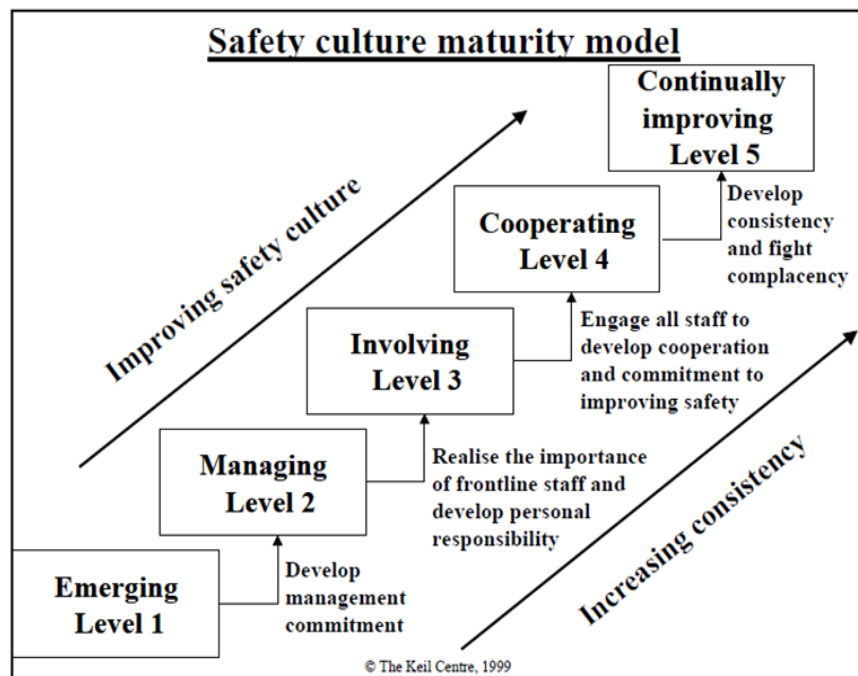 Safety culture maturity model
Continually
improving
Level 5
Improving safety culture
Develop
consistency
and fight
complacency
Cooperating
Level 4
Engage all staff to
develop cooperation
and commitment to
improving safety
Involving
Level 3
Realise the importance
of frontline staff and
develop personal
responsibility
Managing
Level 2
Increasing consistency
Develop
management
commitment
Emerging
Level 1
© The Keil Centre, 1999